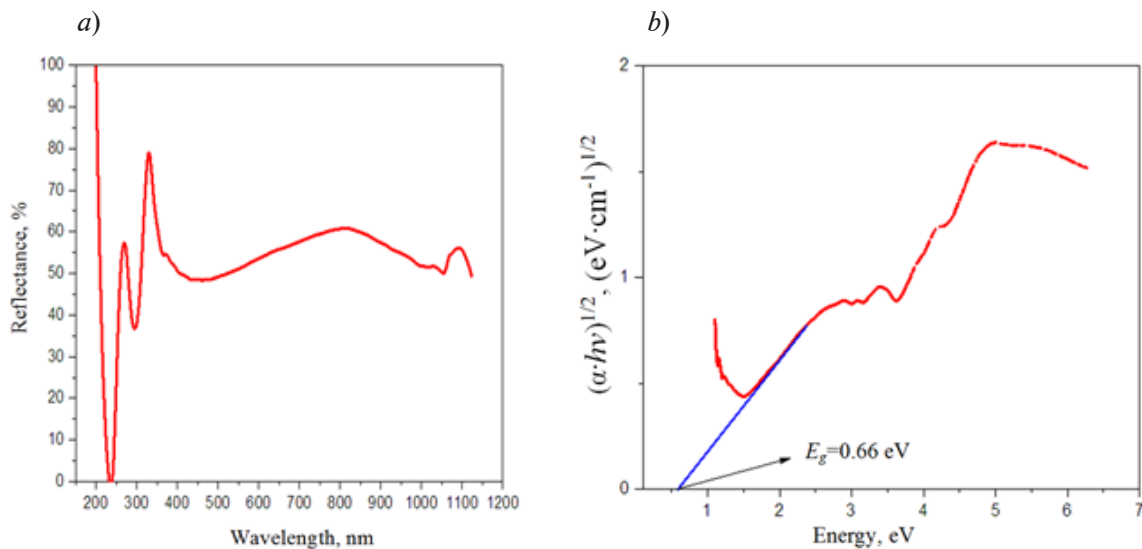 a)
100
90
80
70
60
50
40
30
20
10
0
Reflectance, %
200 300 400 500 600 700 800 900 1000 1100 1200
Wavelength, nm
b)
2
1
0
(α·hν)^1/2, (eV·cm^-1)^1/2
E_g=0.66 eV
1 2 3 4 5 6 7
Energy, eV